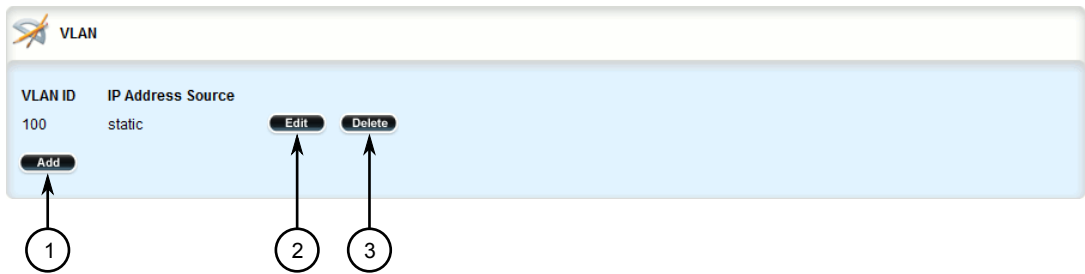 VLAN
VLAN ID IP Address Source
100 static Edit Delete
Add
1 2 3